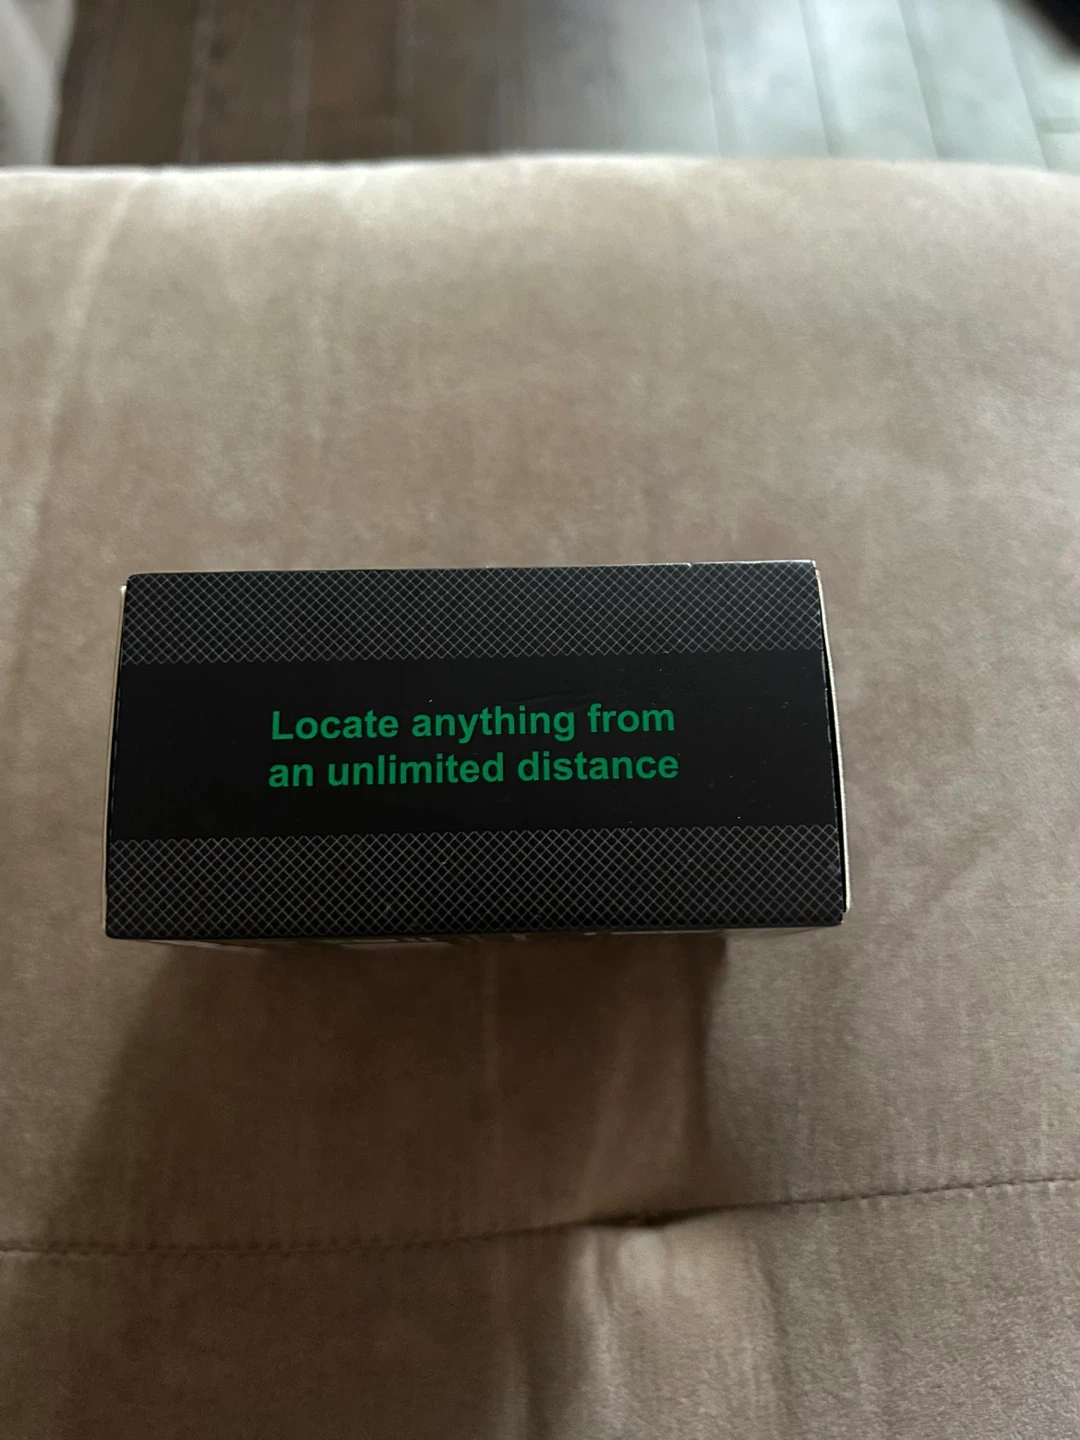 Locate anything from
an unlimited distance